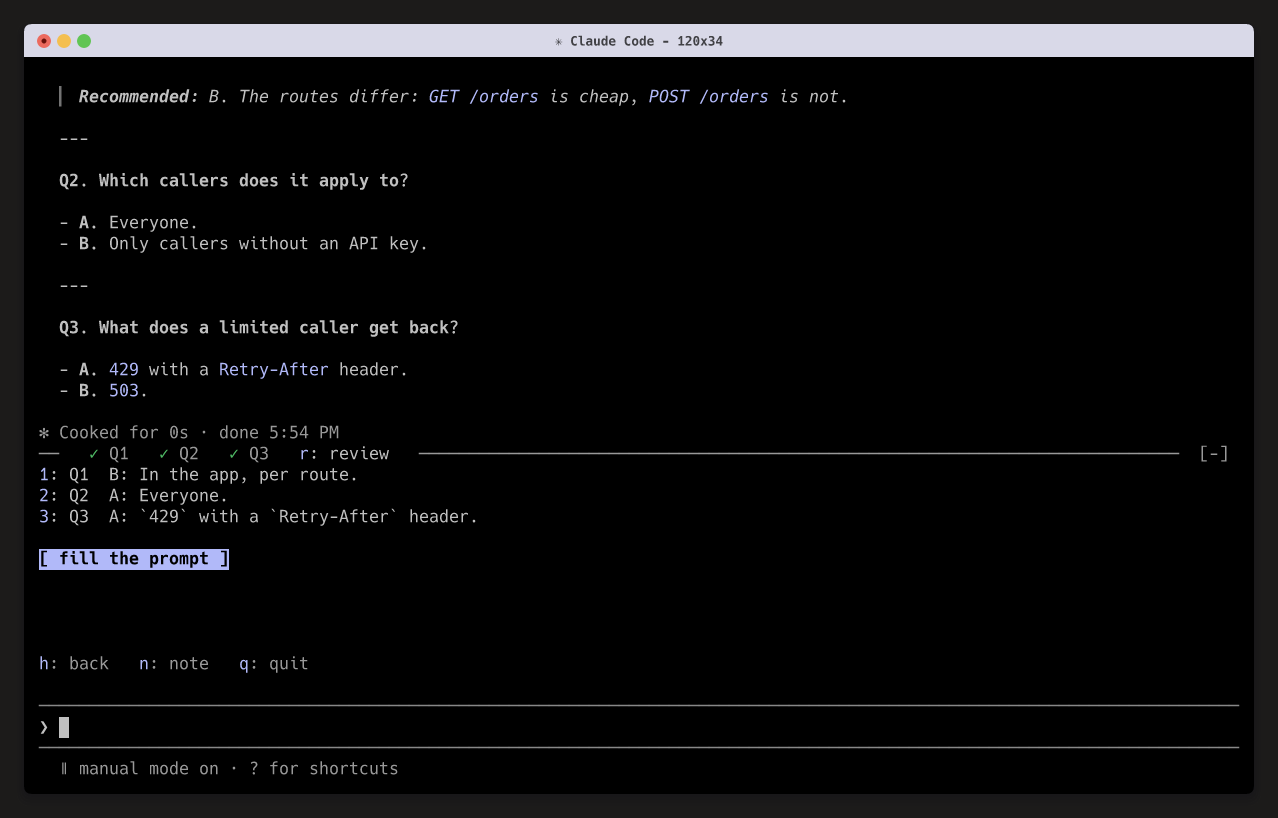 ✳ Claude Code - 120x34
Recommended: B. The routes differ: GET /orders is cheap, POST /orders is not.
---
Q2. Which callers does it apply to?
- A. Everyone.
- B. Only callers without an API key.
---
Q3. What does a limited caller get back?
- A. 429 with a Retry-After header.
- B. 503.
✻ Cooked for 0s · done 5:54 PM
── ✓ Q1 ✓ Q2 ✓ Q3 r: review ── [-]
1: Q1 B: In the app, per route.
2: Q2 A: Everyone.
3: Q3 A: `429` with a `Retry-After` header.
[ fill the prompt ]
h: back n: note q: quit
❯
⏸ manual mode on · ? for shortcuts